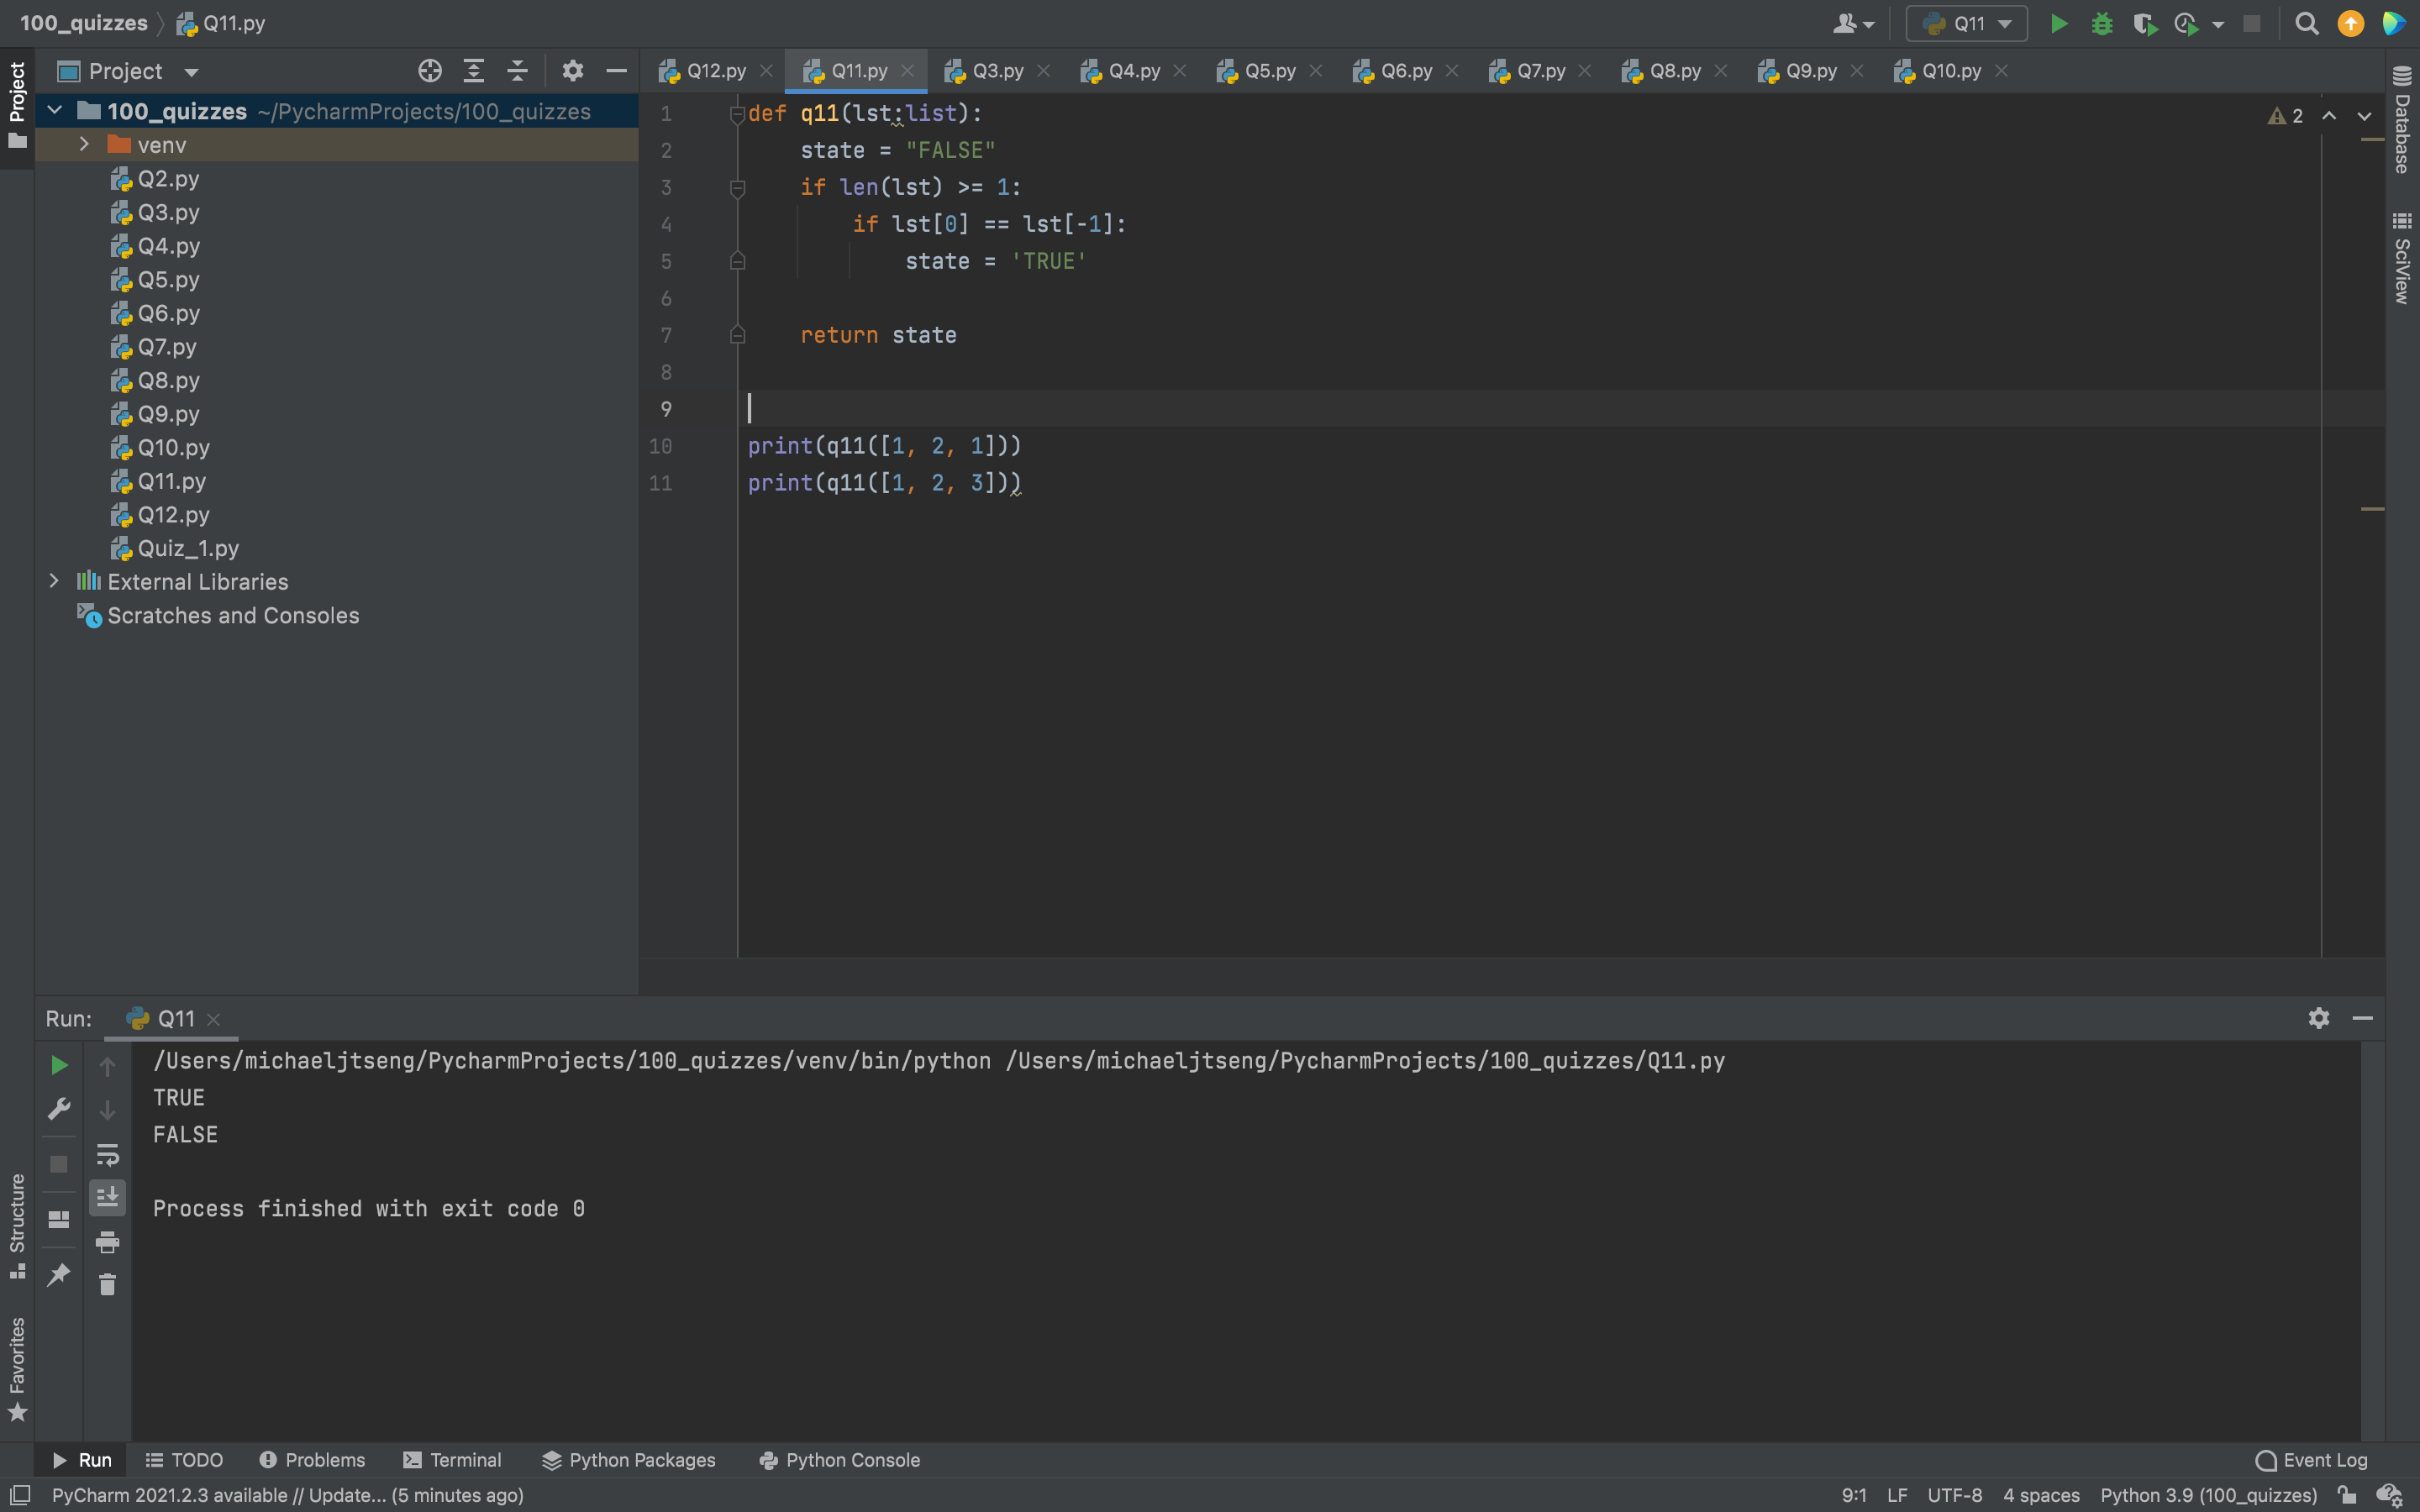 100_quizzes Q11.py
Q11
Project
Q12.py Q11.py Q3.py Q4.py Q5.py Q6.py Q7.py Q8.py Q9.py Q10.py
Project
100_quizzes ~/PycharmProjects/100_quizzes
venv
Q2.py
Q3.py
Q4.py
Q5.py
Q6.py
Q7.py
Q8.py
Q9.py
Q10.py
Q11.py
Q12.py
Quiz_1.py
External Libraries
Scratches and Consoles
1 def q11(lst:list):
2 state = "FALSE"
3 if len(lst) >= 1:
4 if lst[0] == lst[-1]:
5 state = 'TRUE'
6
7 return state
8
9
10 print(q11([1, 2, 1]))
11 print(q11([1, 2, 3]))
2
Database
SciView
Run: Q11
/Users/michaeljtseng/PycharmProjects/100_quizzes/venv/bin/python /Users/michaeljtseng/PycharmProjects/100_quizzes/Q11.py
TRUE
FALSE
Process finished with exit code 0
Structure
Favorites
Run TODO Problems Terminal Python Packages Python Console Event Log
PyCharm 2021.2.3 available // Update... (5 minutes ago) 9:1 LF UTF-8 4 spaces Python 3.9 (100_quizzes)